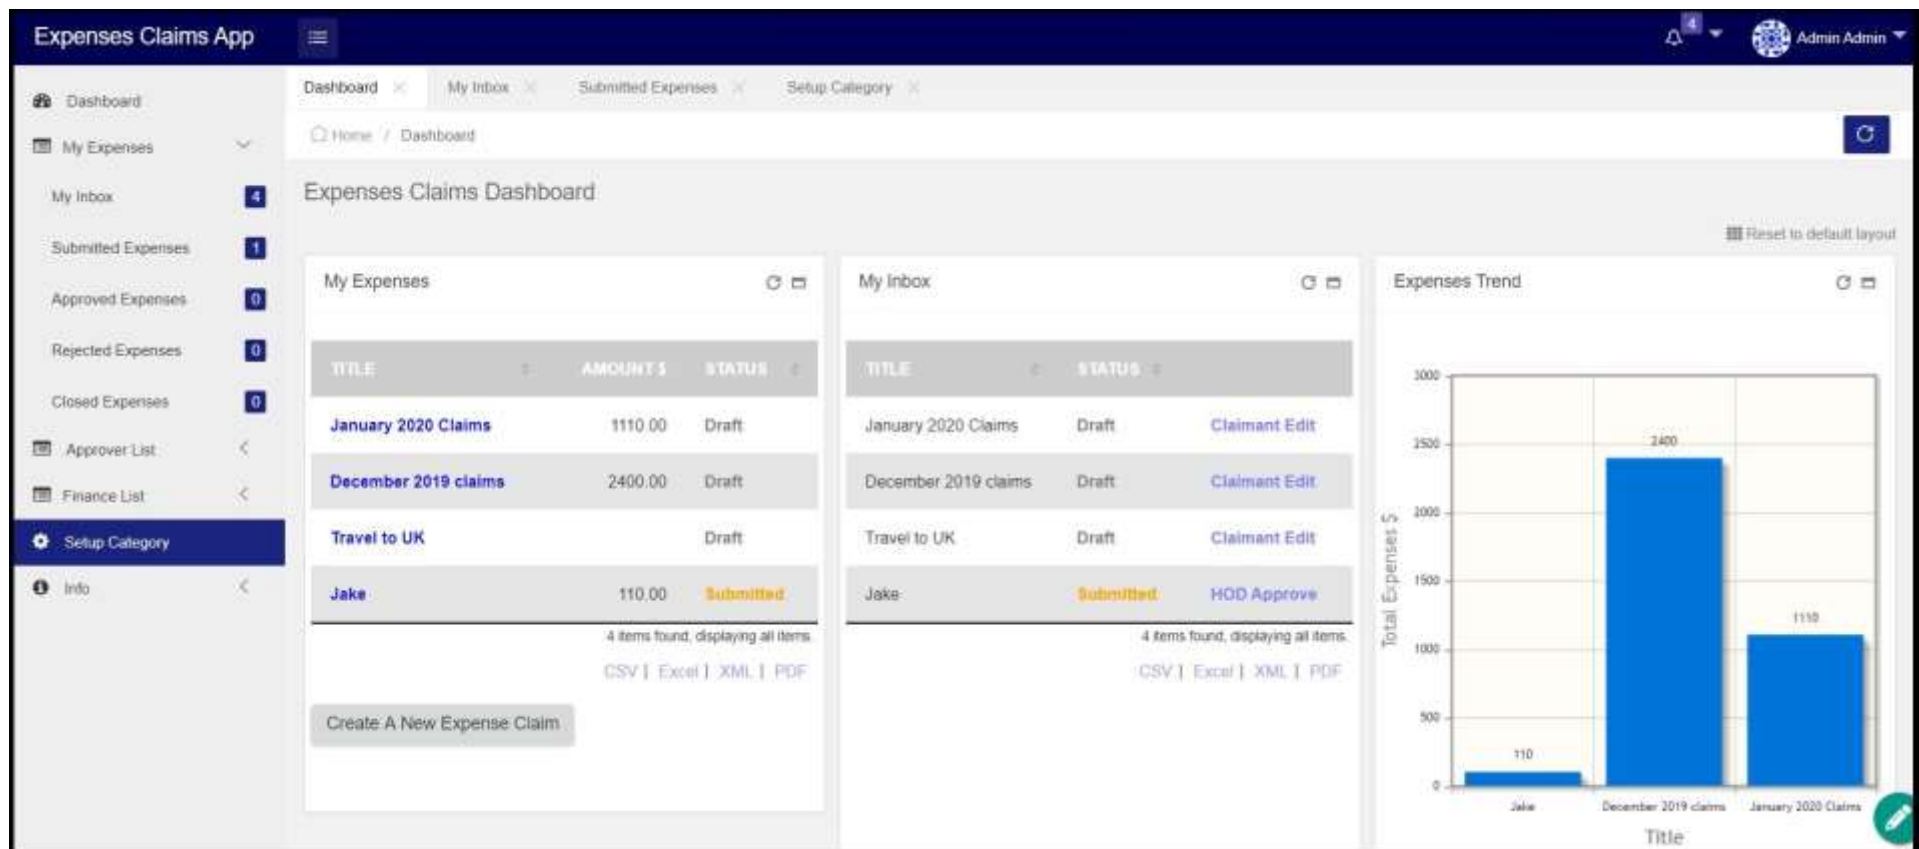 Expenses Claims App
4
Admin Admin
Dashboard
My Expenses
My Inbox 4
Submitted Expenses 1
Approved Expenses 0
Rejected Expenses 0
Closed Expenses 0
Approver List
Finance List
Setup Category
Info
Dashboard My Inbox Submitted Expenses Setup Category
Home / Dashboard
Expenses Claims Dashboard
Reset to default layout
My Expenses
TITLE AMOUNT $ STATUS
January 2020 Claims 1110.00 Draft
December 2019 claims 2400.00 Draft
Travel to UK Draft
Jake 110.00 Submitted
4 items found, displaying all items.
CSV | Excel | XML | PDF
Create A New Expense Claim
My Inbox
TITLE STATUS
January 2020 Claims Draft Claimant Edit
December 2019 claims Draft Claimant Edit
Travel to UK Draft Claimant Edit
Jake Submitted HOD Approve
4 items found, displaying all items.
CSV | Excel | XML | PDF
Expenses Trend
Total Expenses $
3000
2500
2000
1500
1000
500
0
110
2400
1110
Jake December 2019 claims January 2020 Claims
Title